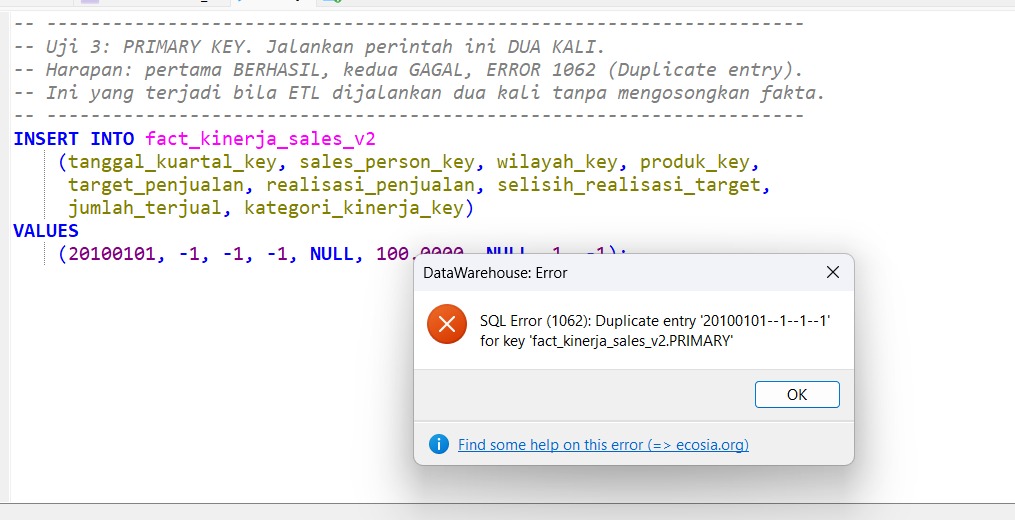 -- ---------------------------------------------------------------------
-- Uji 3: PRIMARY KEY. Jalankan perintah ini DUA KALI.
-- Harapan: pertama BERHASIL, kedua GAGAL, ERROR 1062 (Duplicate entry).
-- Ini yang terjadi bila ETL dijalankan dua kali tanpa mengosongkan fakta.
-- ---------------------------------------------------------------------
INSERT INTO fact_kinerja_sales_v2
(tanggal_kuartal_key, sales_person_key, wilayah_key, produk_key,
target_penjualan, realisasi_penjualan, selisih_realisasi_target,
jumlah_terjual, kategori_kinerja_key)
VALUES
(20100101, -1, -1, -1, NULL, 100.0000, NULL, 1, -1);
DataWarehouse: Error
SQL Error (1062): Duplicate entry '20100101--1--1--1'
for key 'fact_kinerja_sales_v2.PRIMARY'
OK
Find some help on this error (=> ecosia.org)